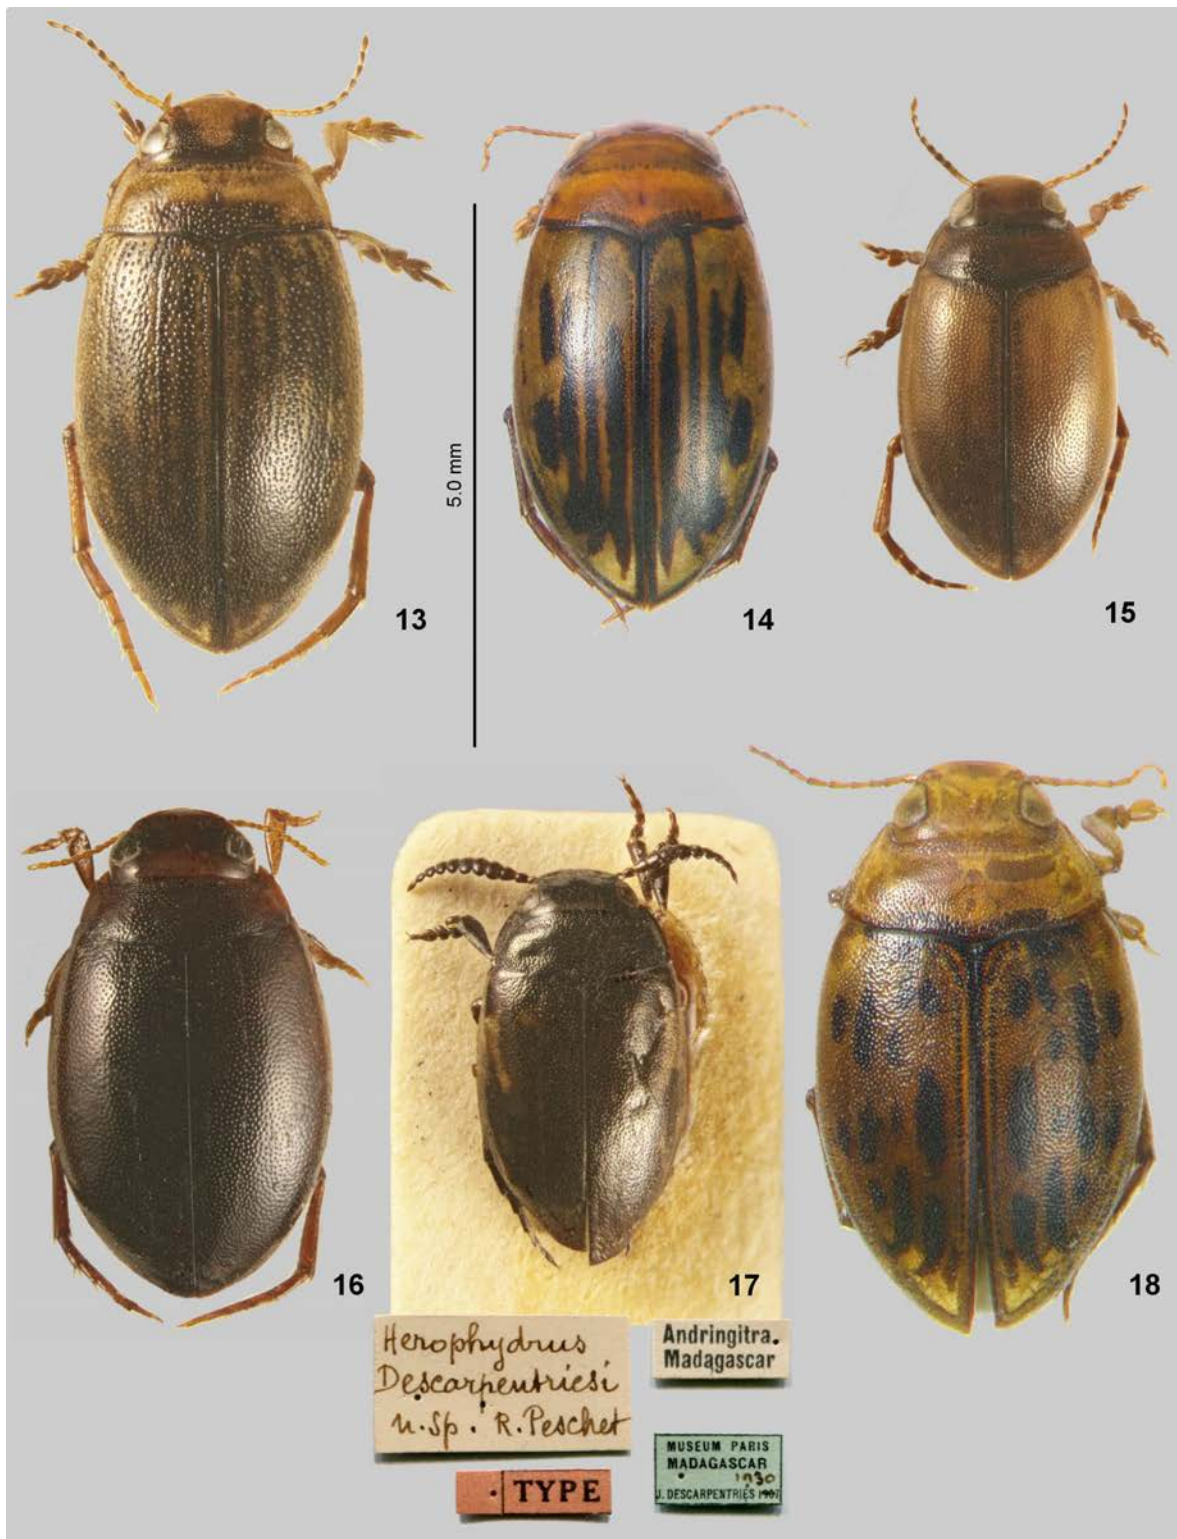 13
14
15
5.0 mm
16
17
18
Herophydrus
Descarpentriesi
n. sp. R. Peschet
Andringitra.
Madagascar
TYPE
MUSEUM PARIS
MADAGASCAR
1930
J. DESCARPENTRIES 1907